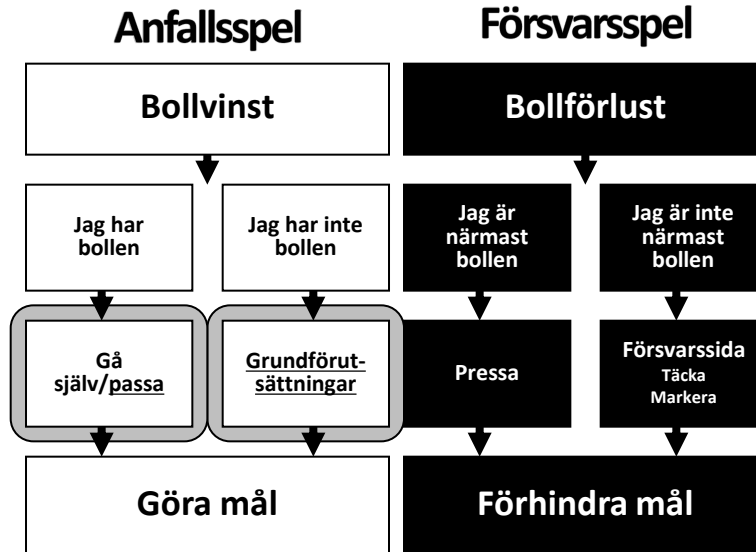 Anfallsspel
Försvarsspel
Bollvinst
Bollförlust
Jag har
bollen
Jag har inte
bollen
Jag är
närmast
bollen
Jag är inte
närmast
bollen
Gå
själv/passa
Grundförut-
sättningar
Pressa
Försvarssida
Täcka
Markera
Göra mål
Förhindra mål